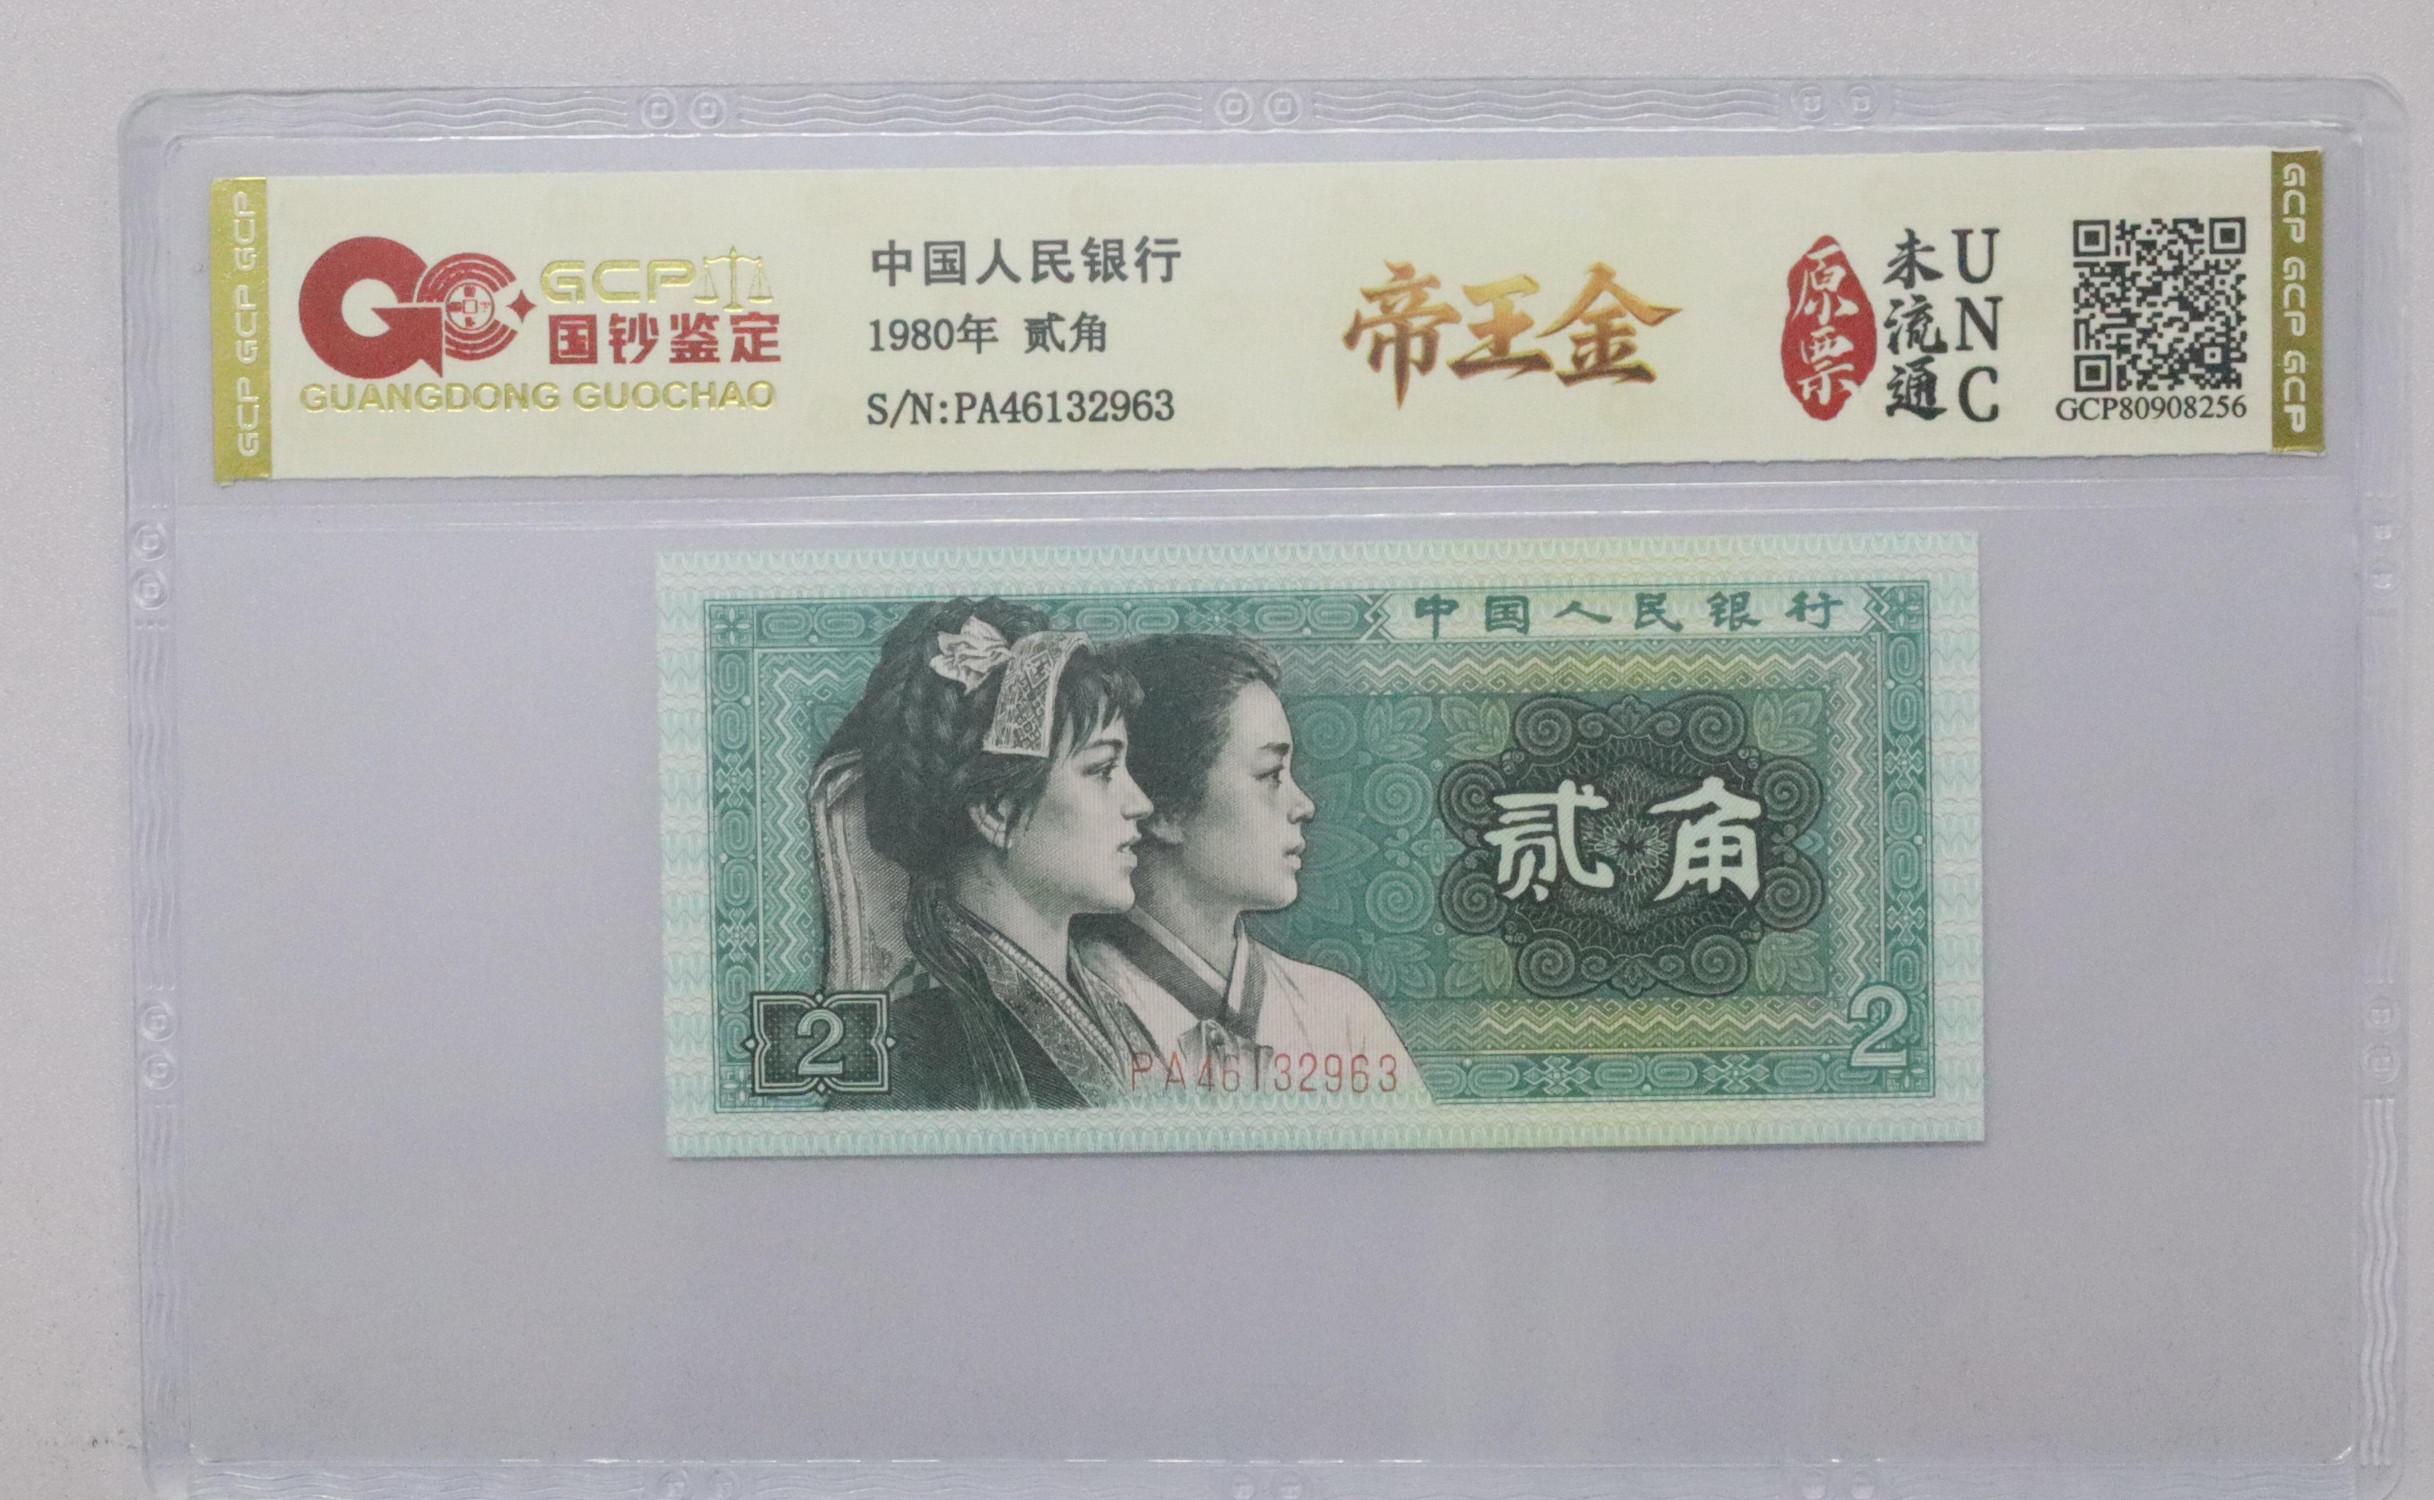 GCP GCP GCP
GCP
国钞鉴定
GUANGDONG GUOCHAO
中国人民银行
1980年 贰角
S/N:PA46132963
帝王金
原票
未流通
UNC
GCP80908256
GCP GCP GCP
中国人民银行
贰角
2
2
PA46132963